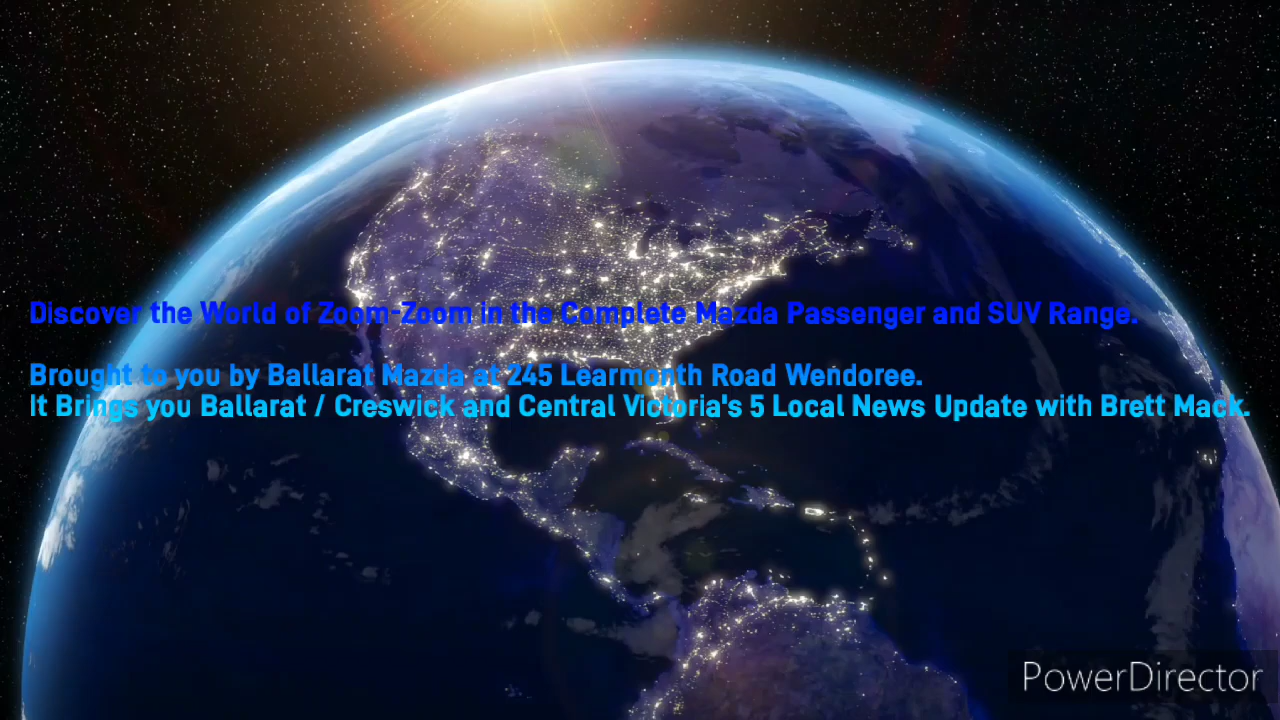 Discover the World of Zoom-Zoom in the Complete Mazda Passenger and SUV Range.
Brought to you by Ballarat Mazda at 245 Learmonth Road Wendoree.
It Brings you Ballarat / Creswick and Central Victoria's 5 Local News Update with Brett Mack.
PowerDirector